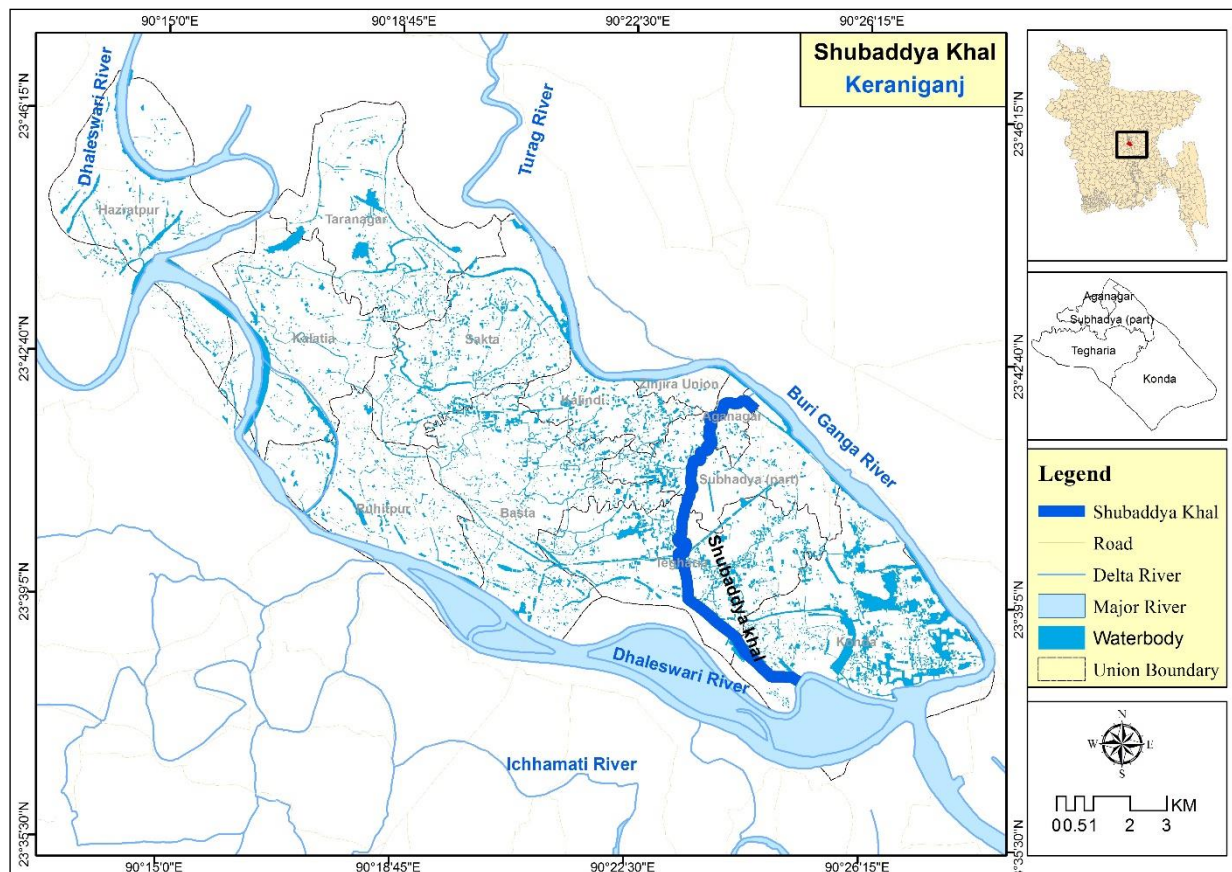 90°15'0"E
90°18'45"E
90°22'30"E
90°26'15"E
Shubaddya Khal
Keraniganj
23°46'15"N
23°42'40"N
23°39'5"N
23°35'30"N
Dhaleswari River
Turag River
Hazratpur
Taranagar
Kalatia
Sakta
Zinjira Union
Kalindi
Aganagar
Buri Ganga River
Subhadya (part)
Ruhitpur
Basta
Tegharia
Shubaddya khal
Konda
Dhaleswari River
Ichhamati River
23°46'15"N
23°42'40"N
23°39'5"N
23°35'30"N
90°15'0"E
90°18'45"E
90°22'30"E
90°26'15"E
Aganagar
Subhadya (part)
Tegharia
Konda
Legend
Shubaddya Khal
Road
Delta River
Major River
Waterbody
Union Boundary
N
W E
S
KM
00.51 2 3